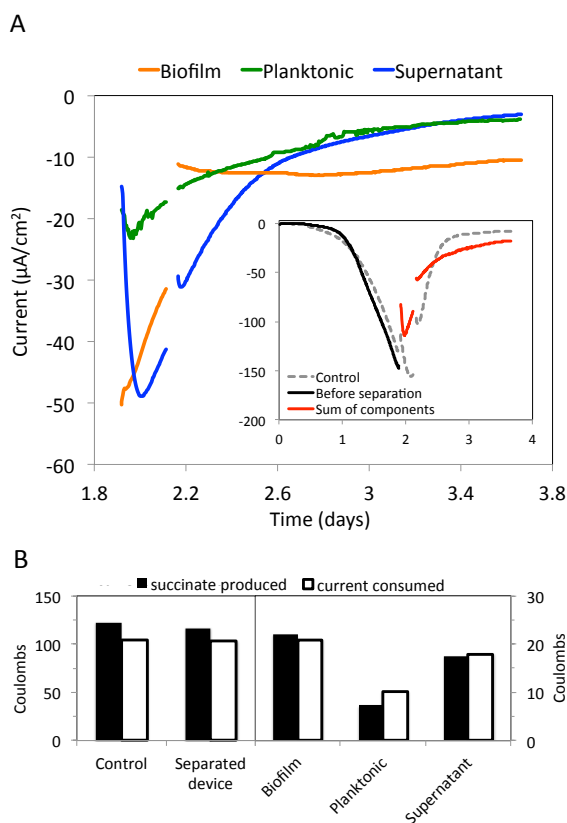 A
Biofilm Planktonic Supernatant
0
-10
-20
-30
-40
-50
-60
Current (µA/cm²)
1.8 2.2 2.6 3 3.4 3.8
Time (days)
0
-50
-100
-150
-200
0 1 2 3 4
Control
Before separation
Sum of components
B
succinate produced current consumed
150
100
50
0
Coulombs
30
20
10
0
Coulombs
Control Separated device Biofilm Planktonic Supernatant